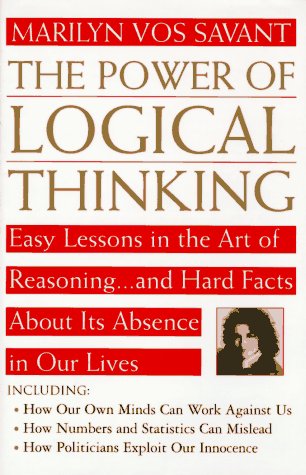 MARILYN VOS SAVANT
THE POWER OF
LOGICAL
THINKING
Easy Lessons in the Art of
Reasoning...and Hard Facts
About Its Absence
in Our Lives
INCLUDING:
• How Our Own Minds Can Work Against Us
• How Numbers and Statistics Can Mislead
• How Politicians Exploit Our Innocence